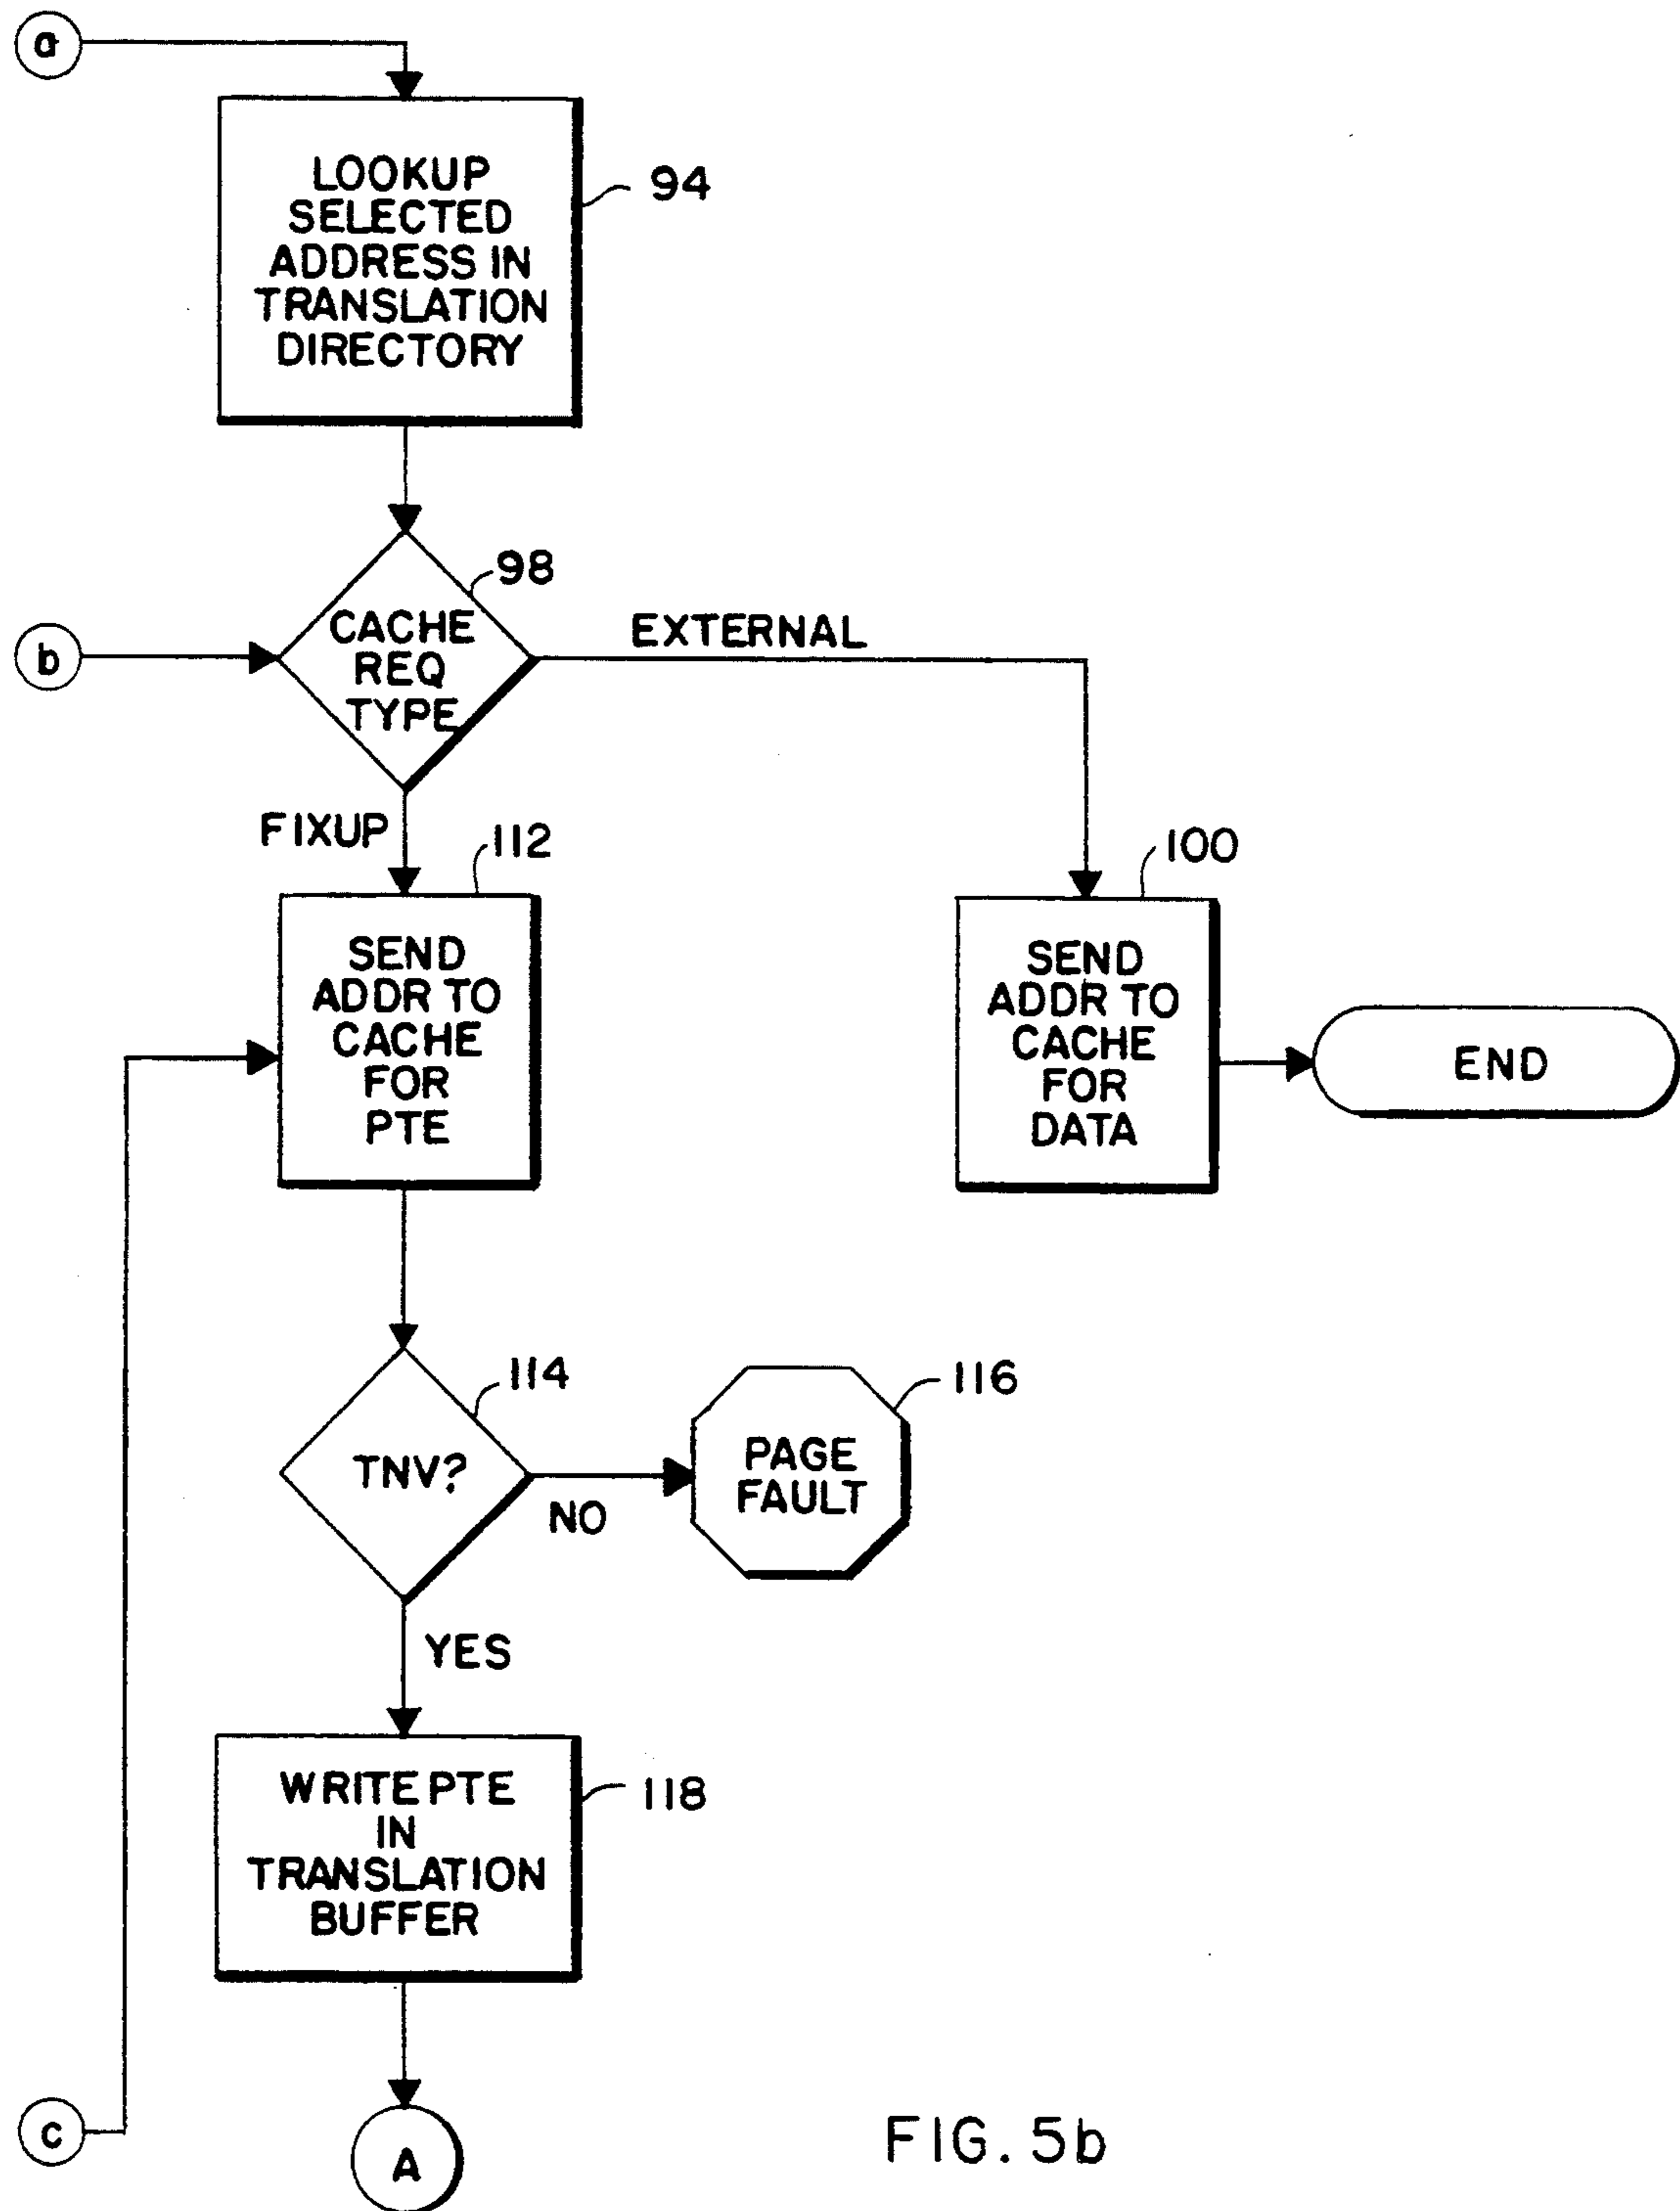 a
LOOKUP
SELECTED
ADDRESS IN
TRANSLATION
DIRECTORY
94
98
CACHE
REQ
TYPE
b
EXTERNAL
FIXUP
112
100
SEND
ADDR TO
CACHE
FOR
PTE
SEND
ADDR TO
CACHE
FOR
DATA
END
114
TNV?
NO
116
PAGE
FAULT
YES
WRITE PTE
IN
TRANSLATION
BUFFER
118
c
A
FIG. 5b